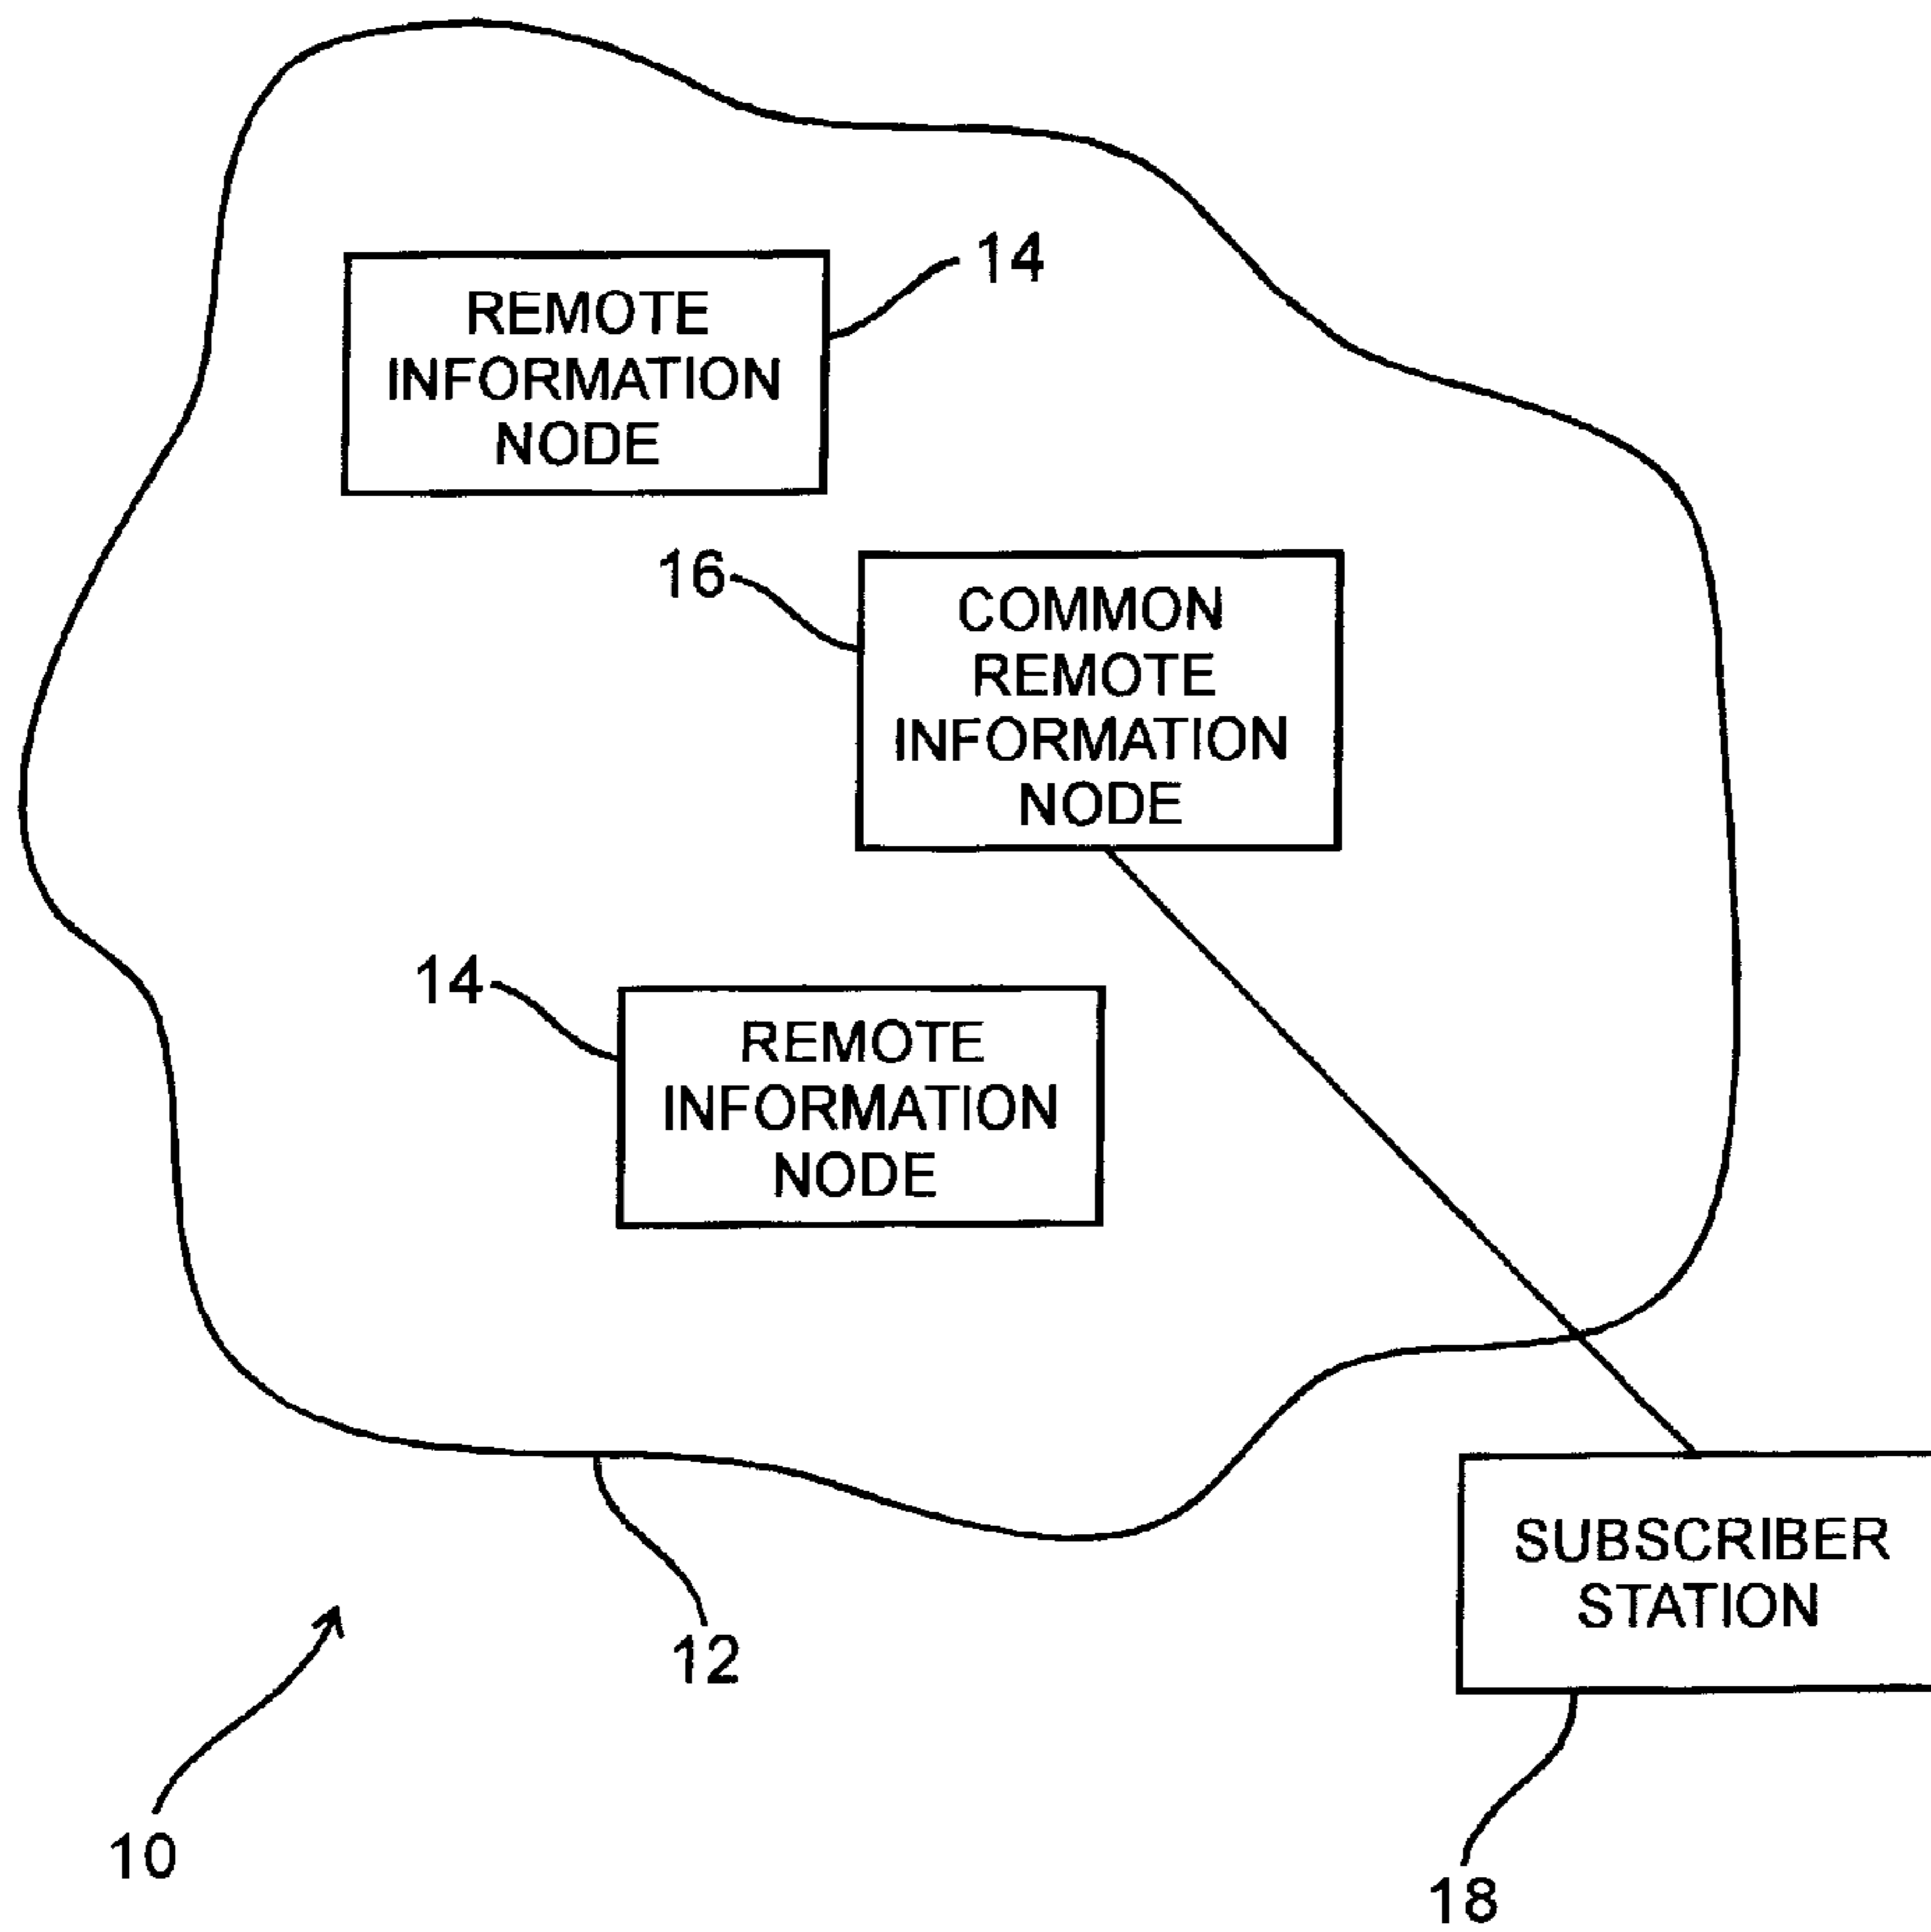 14
REMOTE
INFORMATION
NODE
16
COMMON
REMOTE
INFORMATION
NODE
14
REMOTE
INFORMATION
NODE
SUBSCRIBER
STATION
12
10
18